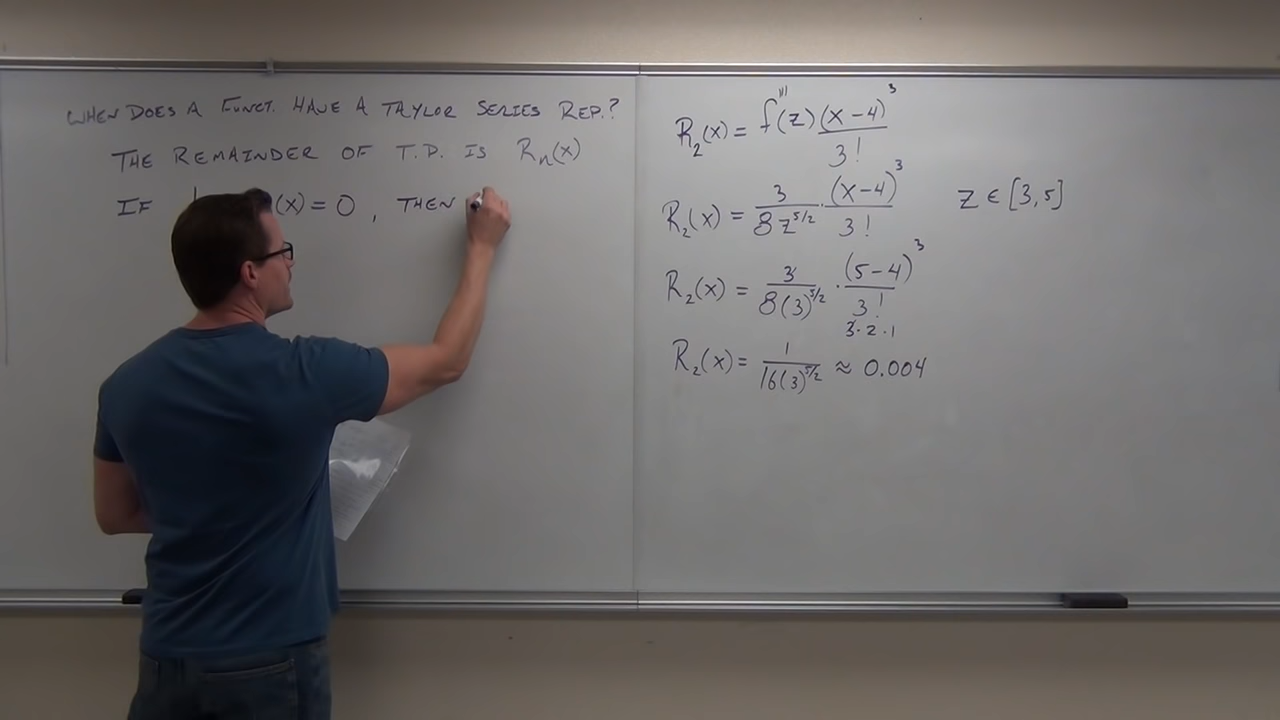 WHEN DOES A FUNCT. HAVE A TAYLOR SERIES REP.?
THE REMAINDER OF T.P. IS Rₙ(x)
IF (x) = 0, THEN
R₂(x) = f'''(z)(x-4)³/3!
R₂(x) = 3/(8z^(5/2)) · (x-4)³/3! z ∈ [3,5]
R₂(x) = 3/(8(3)^(5/2)) · (5-4)³/3!
3·2·1
R₂(x) = 1/(16(3)^(5/2)) ≈ 0.004